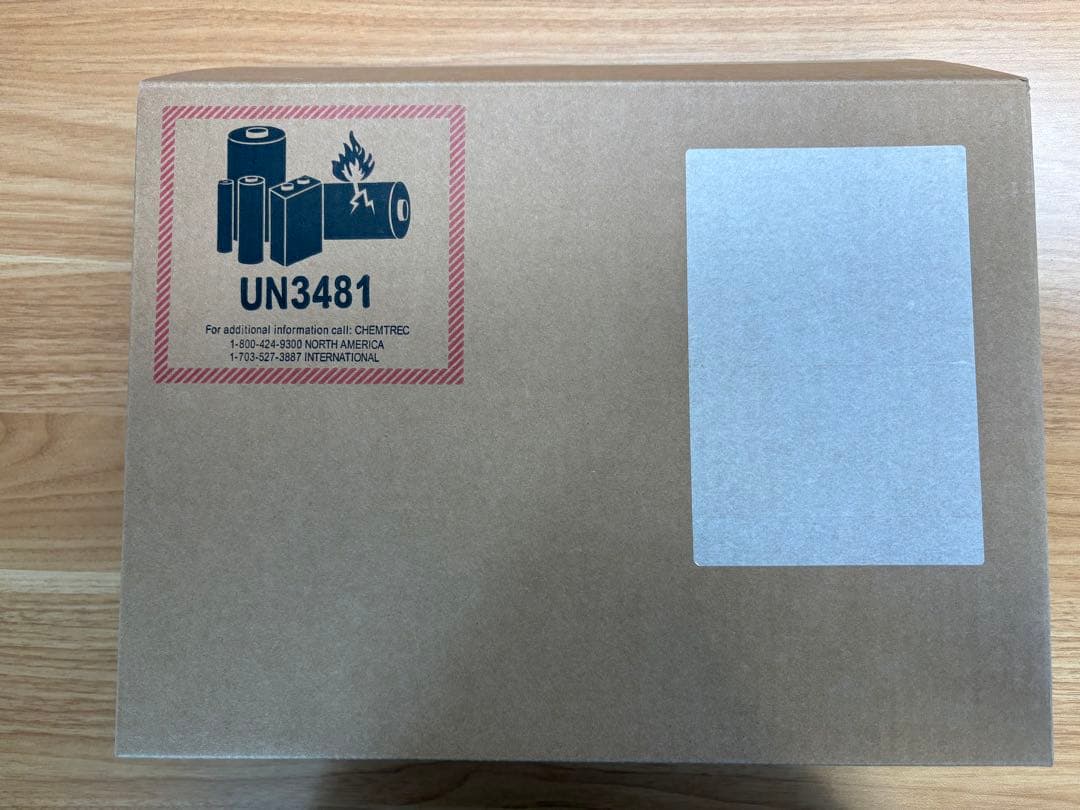 UN3481
For additional information call: CHEMTREC
1-800-424-9300 NORTH AMERICA
1-703-527-3887 INTERNATIONAL